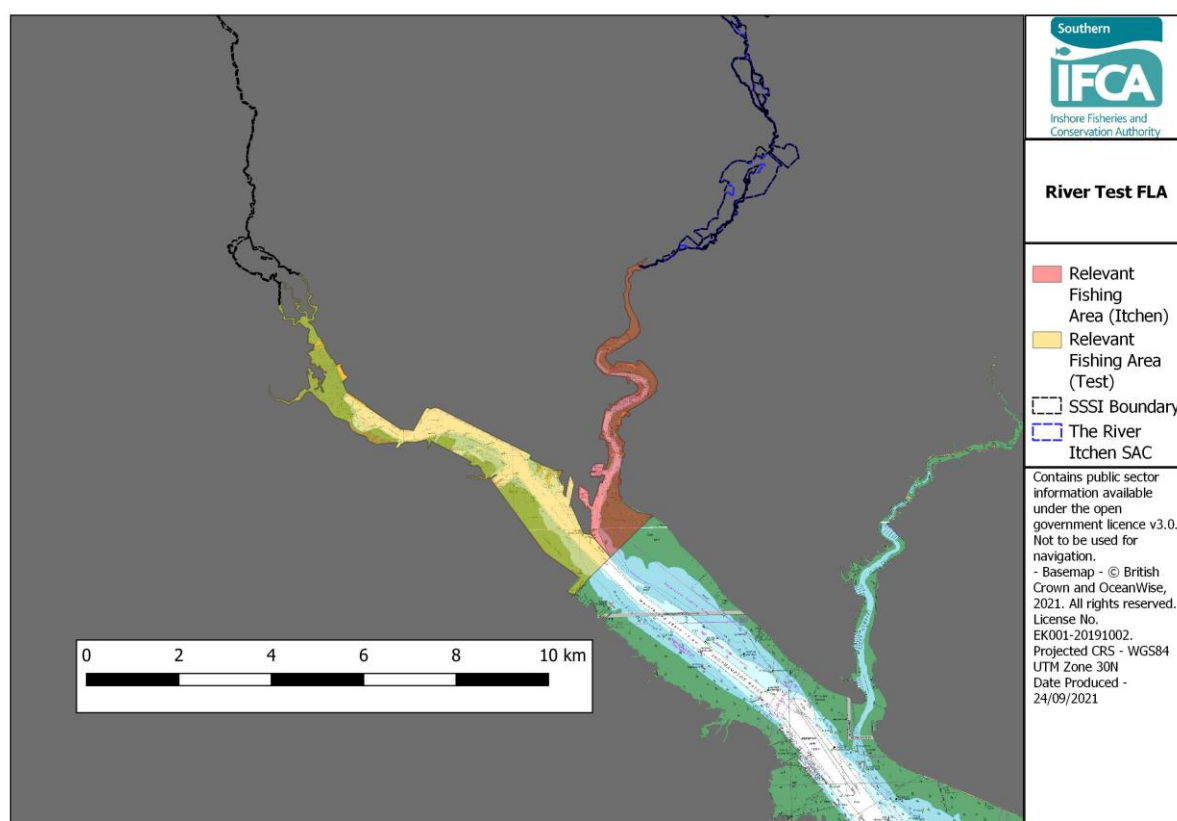 Southern
IFCA
Inshore Fisheries and
Conservation Authority
River Test FLA
Relevant
Fishing
Area (Itchen)
Relevant
Fishing Area
(Test)
SSSI Boundary
The River
Itchen SAC
Contains public sector
information available
under the open
government licence v3.0.
Not to be used for
navigation.
- Basemap - © British
Crown and OceanWise,
2021. All rights reserved.
License No.
EK001-20191002.
Projected CRS - WGS84
UTM Zone 30N
Date Produced -
24/09/2021
0 2 4 6 8 10 km